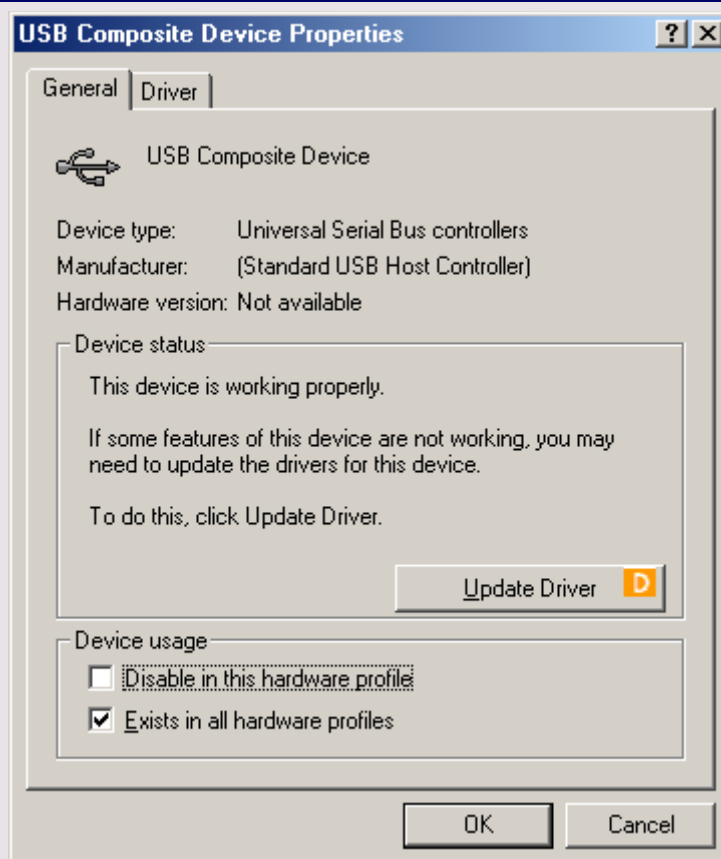 USB Composite Device Properties
General Driver
USB Composite Device
Device type: Universal Serial Bus controllers
Manufacturer: (Standard USB Host Controller)
Hardware version: Not available
Device status
This device is working properly.
If some features of this device are not working, you may
need to update the drivers for this device.
To do this, click Update Driver.
Update Driver D
Device usage
Disable in this hardware profile
Exists in all hardware profiles
OK Cancel